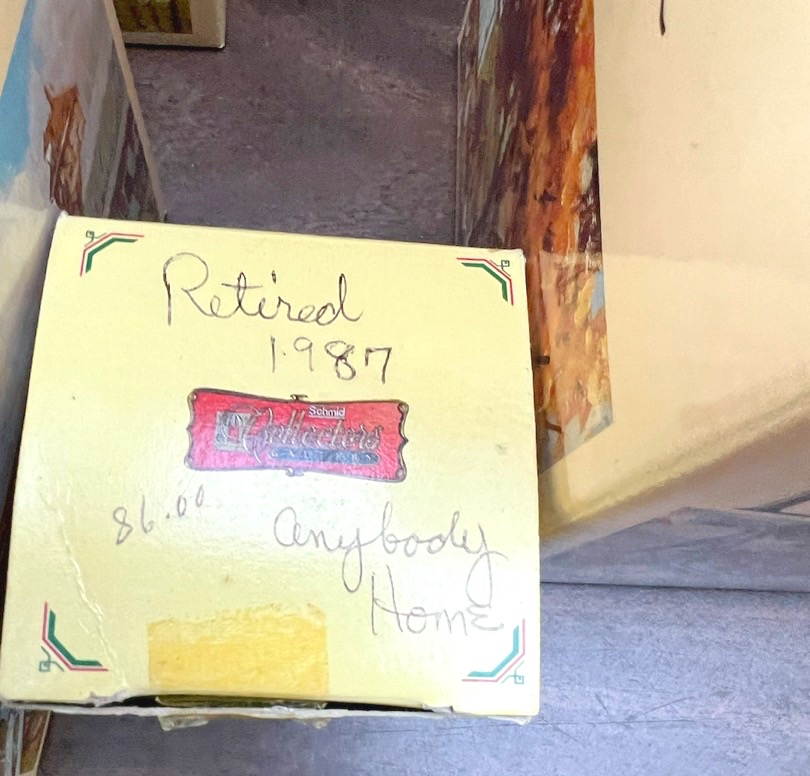 Retired
1987
Schmid
Collectors
86.00
anybody
Home